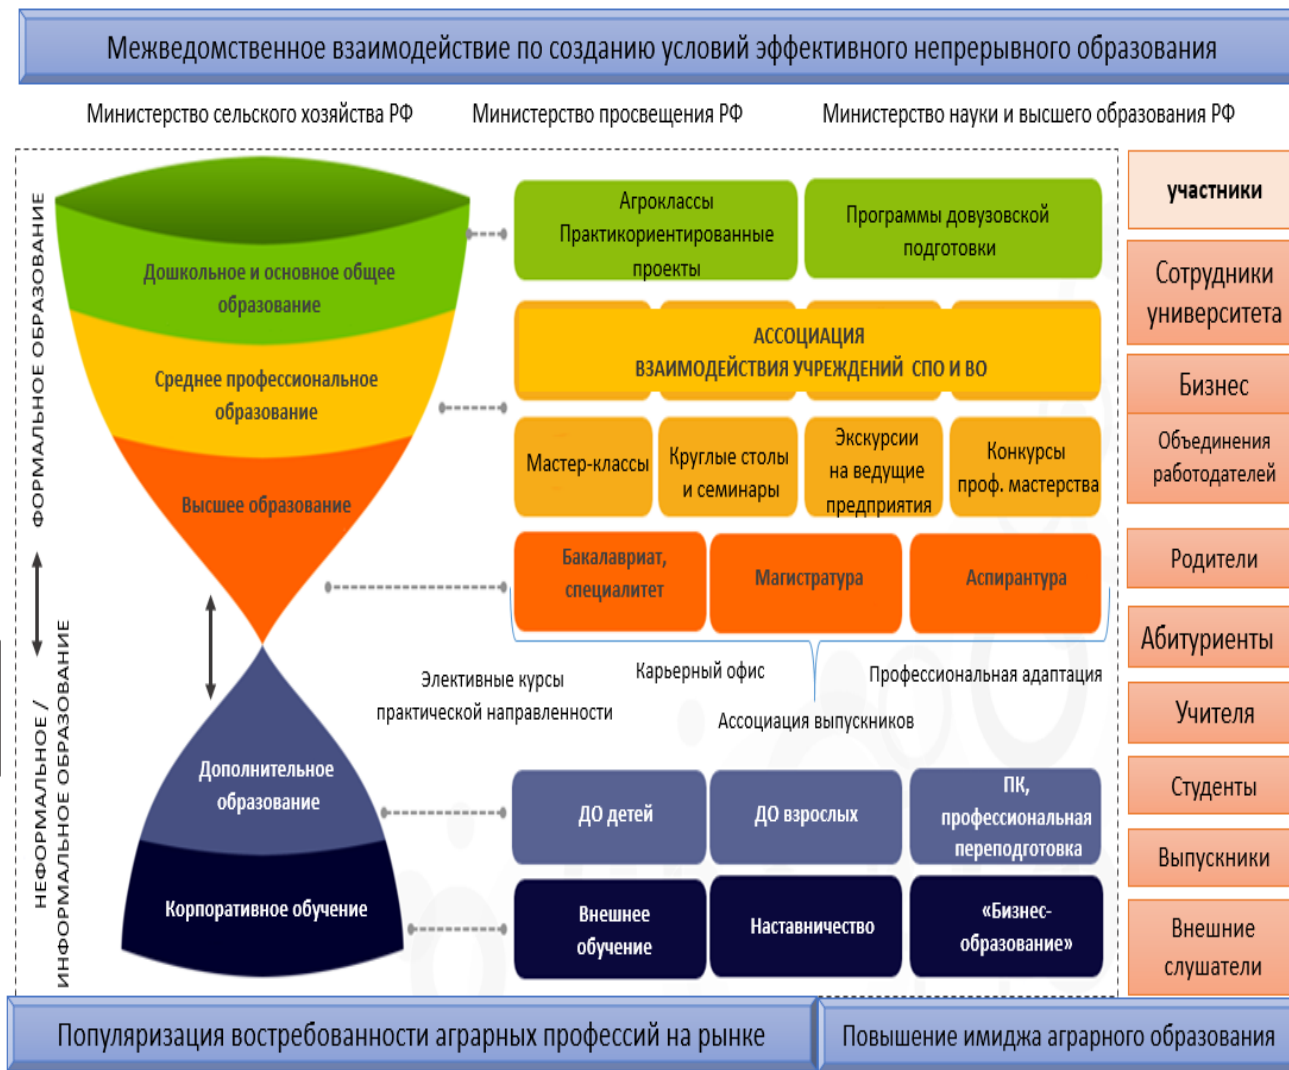 Межведомственное взаимодействие по созданию условий эффективного непрерывного образования
Министерство сельского хозяйства РФ
Министерство просвещения РФ
Министерство науки и высшего образования РФ
ФОРМАЛЬНОЕ ОБРАЗОВАНИЕ
НЕФОРМАЛЬНОЕ /
ИНФОРМАЛЬНОЕ ОБРАЗОВАНИЕ
Дошкольное и основное общее
образование
Среднее профессиональное
образование
Высшее образование
Дополнительное
образование
Корпоративное обучение
Агроклассы
Практикориентированные
проекты
Программы довузовской
подготовки
АССОЦИАЦИЯ
ВЗАИМОДЕЙСТВИЯ УЧРЕЖДЕНИЙ СПО И ВО
Мастер-классы
Круглые столы
и семинары
Экскурсии
на ведущие
предприятия
Конкурсы
проф. мастерства
Бакалавриат,
специалитет
Магистратура
Аспирантура
Элективные курсы
практической направленности
Карьерный офис
Ассоциация выпускников
Профессиональная адаптация
ДО детей
ДО взрослых
ПК,
профессиональная
переподготовка
Внешнее
обучение
Наставничество
«Бизнес-
образование»
участники
Сотрудники
университета
Бизнес
Объединения
работодателей
Родители
Абитуриенты
Учителя
Студенты
Выпускники
Внешние
слушатели
Популяризация востребованности аграрных профессий на рынке
Повышение имиджа аграрного образования